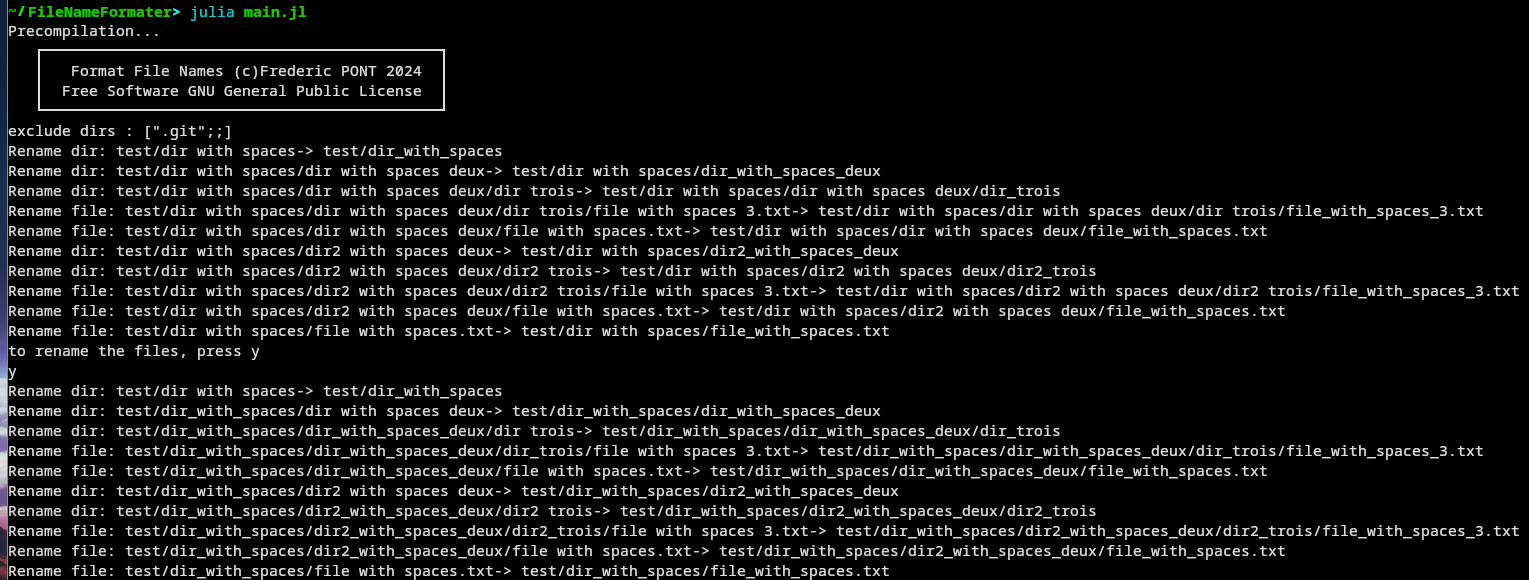 ~/FileNameFormater> julia main.jl
Precompilation...
Format File Names (c)Frederic PONT 2024
Free Software GNU General Public License
exclude dirs : [".git";;]
Rename dir: test/dir with spaces-> test/dir_with_spaces
Rename dir: test/dir with spaces/dir with spaces deux-> test/dir with spaces/dir_with_spaces_deux
Rename dir: test/dir with spaces/dir with spaces deux/dir trois-> test/dir with spaces/dir with spaces deux/dir_trois
Rename file: test/dir with spaces/dir with spaces deux/dir trois/file with spaces 3.txt-> test/dir with spaces/dir with spaces deux/dir trois/file_with_spaces_3.txt
Rename file: test/dir with spaces/dir with spaces deux/file with spaces.txt-> test/dir with spaces/dir with spaces deux/file_with_spaces.txt
Rename dir: test/dir with spaces/dir2 with spaces deux-> test/dir with spaces/dir2_with_spaces_deux
Rename dir: test/dir with spaces/dir2 with spaces deux/dir2 trois-> test/dir with spaces/dir2 with spaces deux/dir2_trois
Rename file: test/dir with spaces/dir2 with spaces deux/dir2 trois/file with spaces 3.txt-> test/dir with spaces/dir2 with spaces deux/dir2 trois/file_with_spaces_3.txt
Rename file: test/dir with spaces/dir2 with spaces deux/file with spaces.txt-> test/dir with spaces/dir2 with spaces deux/file_with_spaces.txt
Rename file: test/dir with spaces/file with spaces.txt-> test/dir with spaces/file_with_spaces.txt
to rename the files, press y
y
Rename dir: test/dir with spaces-> test/dir_with_spaces
Rename dir: test/dir_with_spaces/dir with spaces deux-> test/dir_with_spaces/dir_with_spaces_deux
Rename dir: test/dir_with_spaces/dir_with_spaces_deux/dir trois-> test/dir_with_spaces/dir_with_spaces_deux/dir_trois
Rename file: test/dir_with_spaces/dir_with_spaces_deux/dir_trois/file with spaces 3.txt-> test/dir_with_spaces/dir_with_spaces_deux/dir_trois/file_with_spaces_3.txt
Rename file: test/dir_with_spaces/dir_with_spaces_deux/file with spaces.txt-> test/dir_with_spaces/dir_with_spaces_deux/file_with_spaces.txt
Rename dir: test/dir_with_spaces/dir2 with spaces deux-> test/dir_with_spaces/dir2_with_spaces_deux
Rename dir: test/dir_with_spaces/dir2_with_spaces_deux/dir2 trois-> test/dir_with_spaces/dir2_with_spaces_deux/dir2_trois
Rename file: test/dir_with_spaces/dir2_with_spaces_deux/dir2_trois/file with spaces 3.txt-> test/dir_with_spaces/dir2_with_spaces_deux/dir2_trois/file_with_spaces_3.txt
Rename file: test/dir_with_spaces/dir2_with_spaces_deux/file with spaces.txt-> test/dir_with_spaces/dir2_with_spaces_deux/file_with_spaces.txt
Rename file: test/dir_with_spaces/file with spaces.txt-> test/dir_with_spaces/file_with_spaces.txt